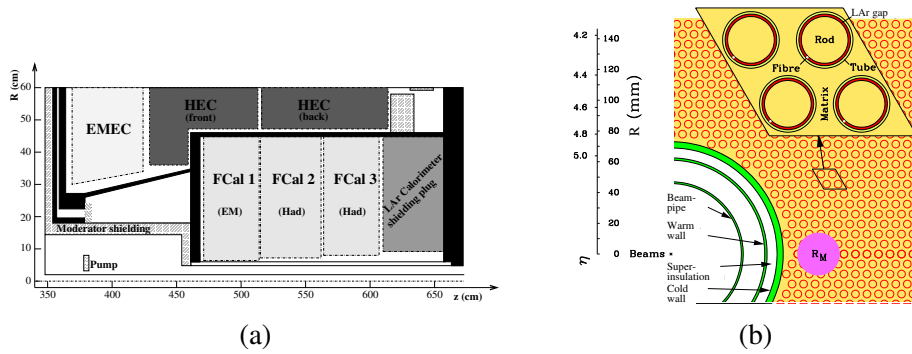 R (cm)
60
50
40
30
20
10
0
EMEC
HEC
(front)
HEC
(back)
FCal 1
(EM)
FCal 2
(Had)
FCal 3
(Had)
LAr Calorimeter
shielding plug
Moderator shielding
Pump
350
400
450
500
550
600
650
z (cm)
(a)
LAr gap
Rod
Fibre
Tube
Matrix
4.2
4.4
4.6
4.8
5.0
η
140
120
100
80
60
40
20
0
R (mm)
Beam-
pipe
Warm
wall
Beams
Super-
insulation
Cold
wall
R_M
(b)